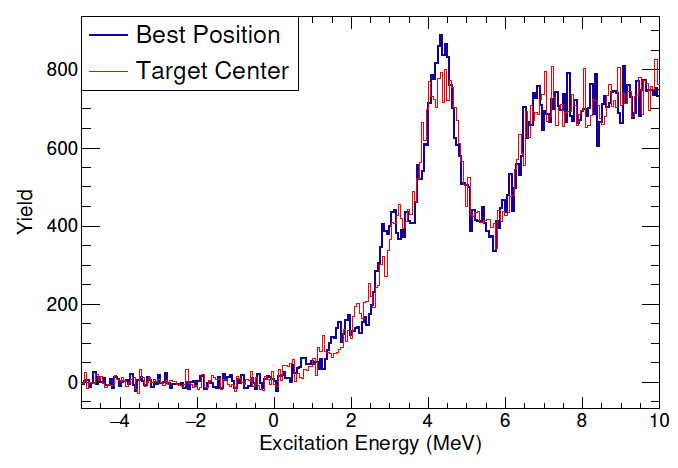 Best Position
Target Center
800
600
400
200
0
Yield
−4 −2 0 2 4 6 8 10
Excitation Energy (MeV)